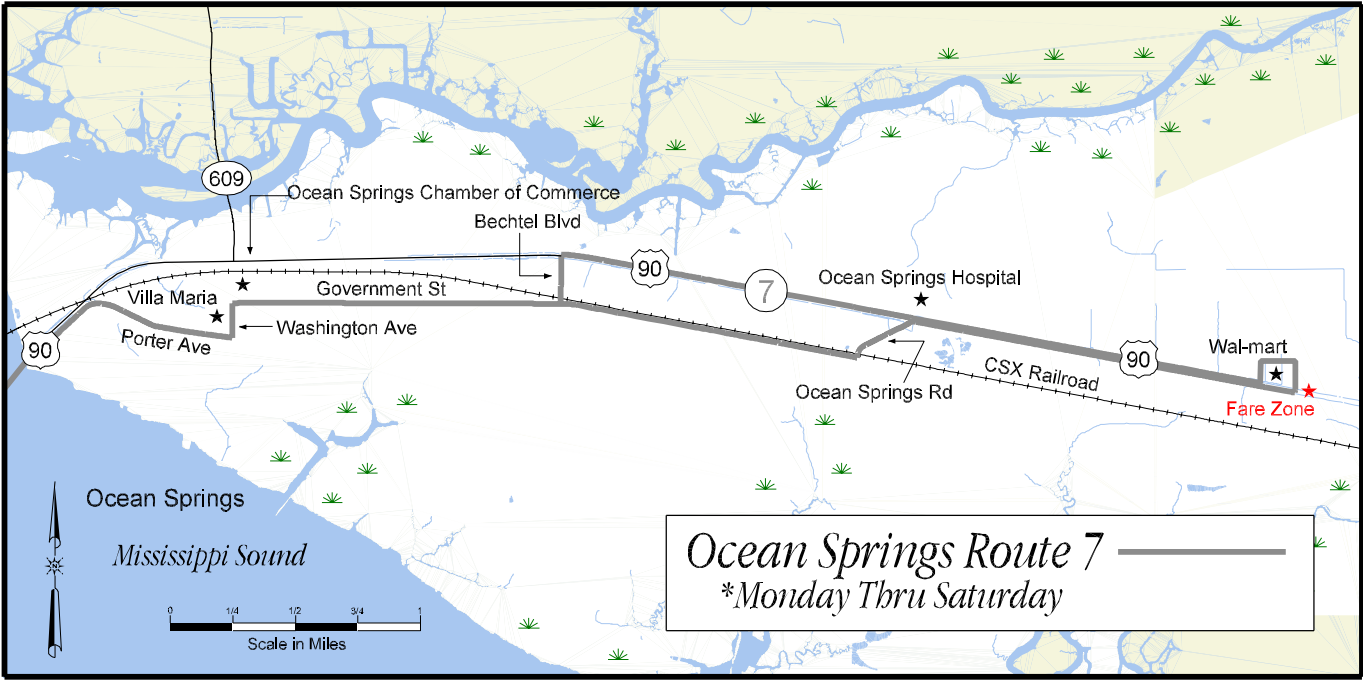 609
Ocean Springs Chamber of Commerce
Bechtel Blvd
90
7
Ocean Springs Hospital
Villa Maria
Government St
Washington Ave
Porter Ave
90
90
Wal-mart
CSX Railroad
Ocean Springs Rd
Fare Zone
Ocean Springs
Mississippi Sound
N
0 1/4 1/2 3/4 1
Scale in Miles
Ocean Springs Route 7
*Monday Thru Saturday